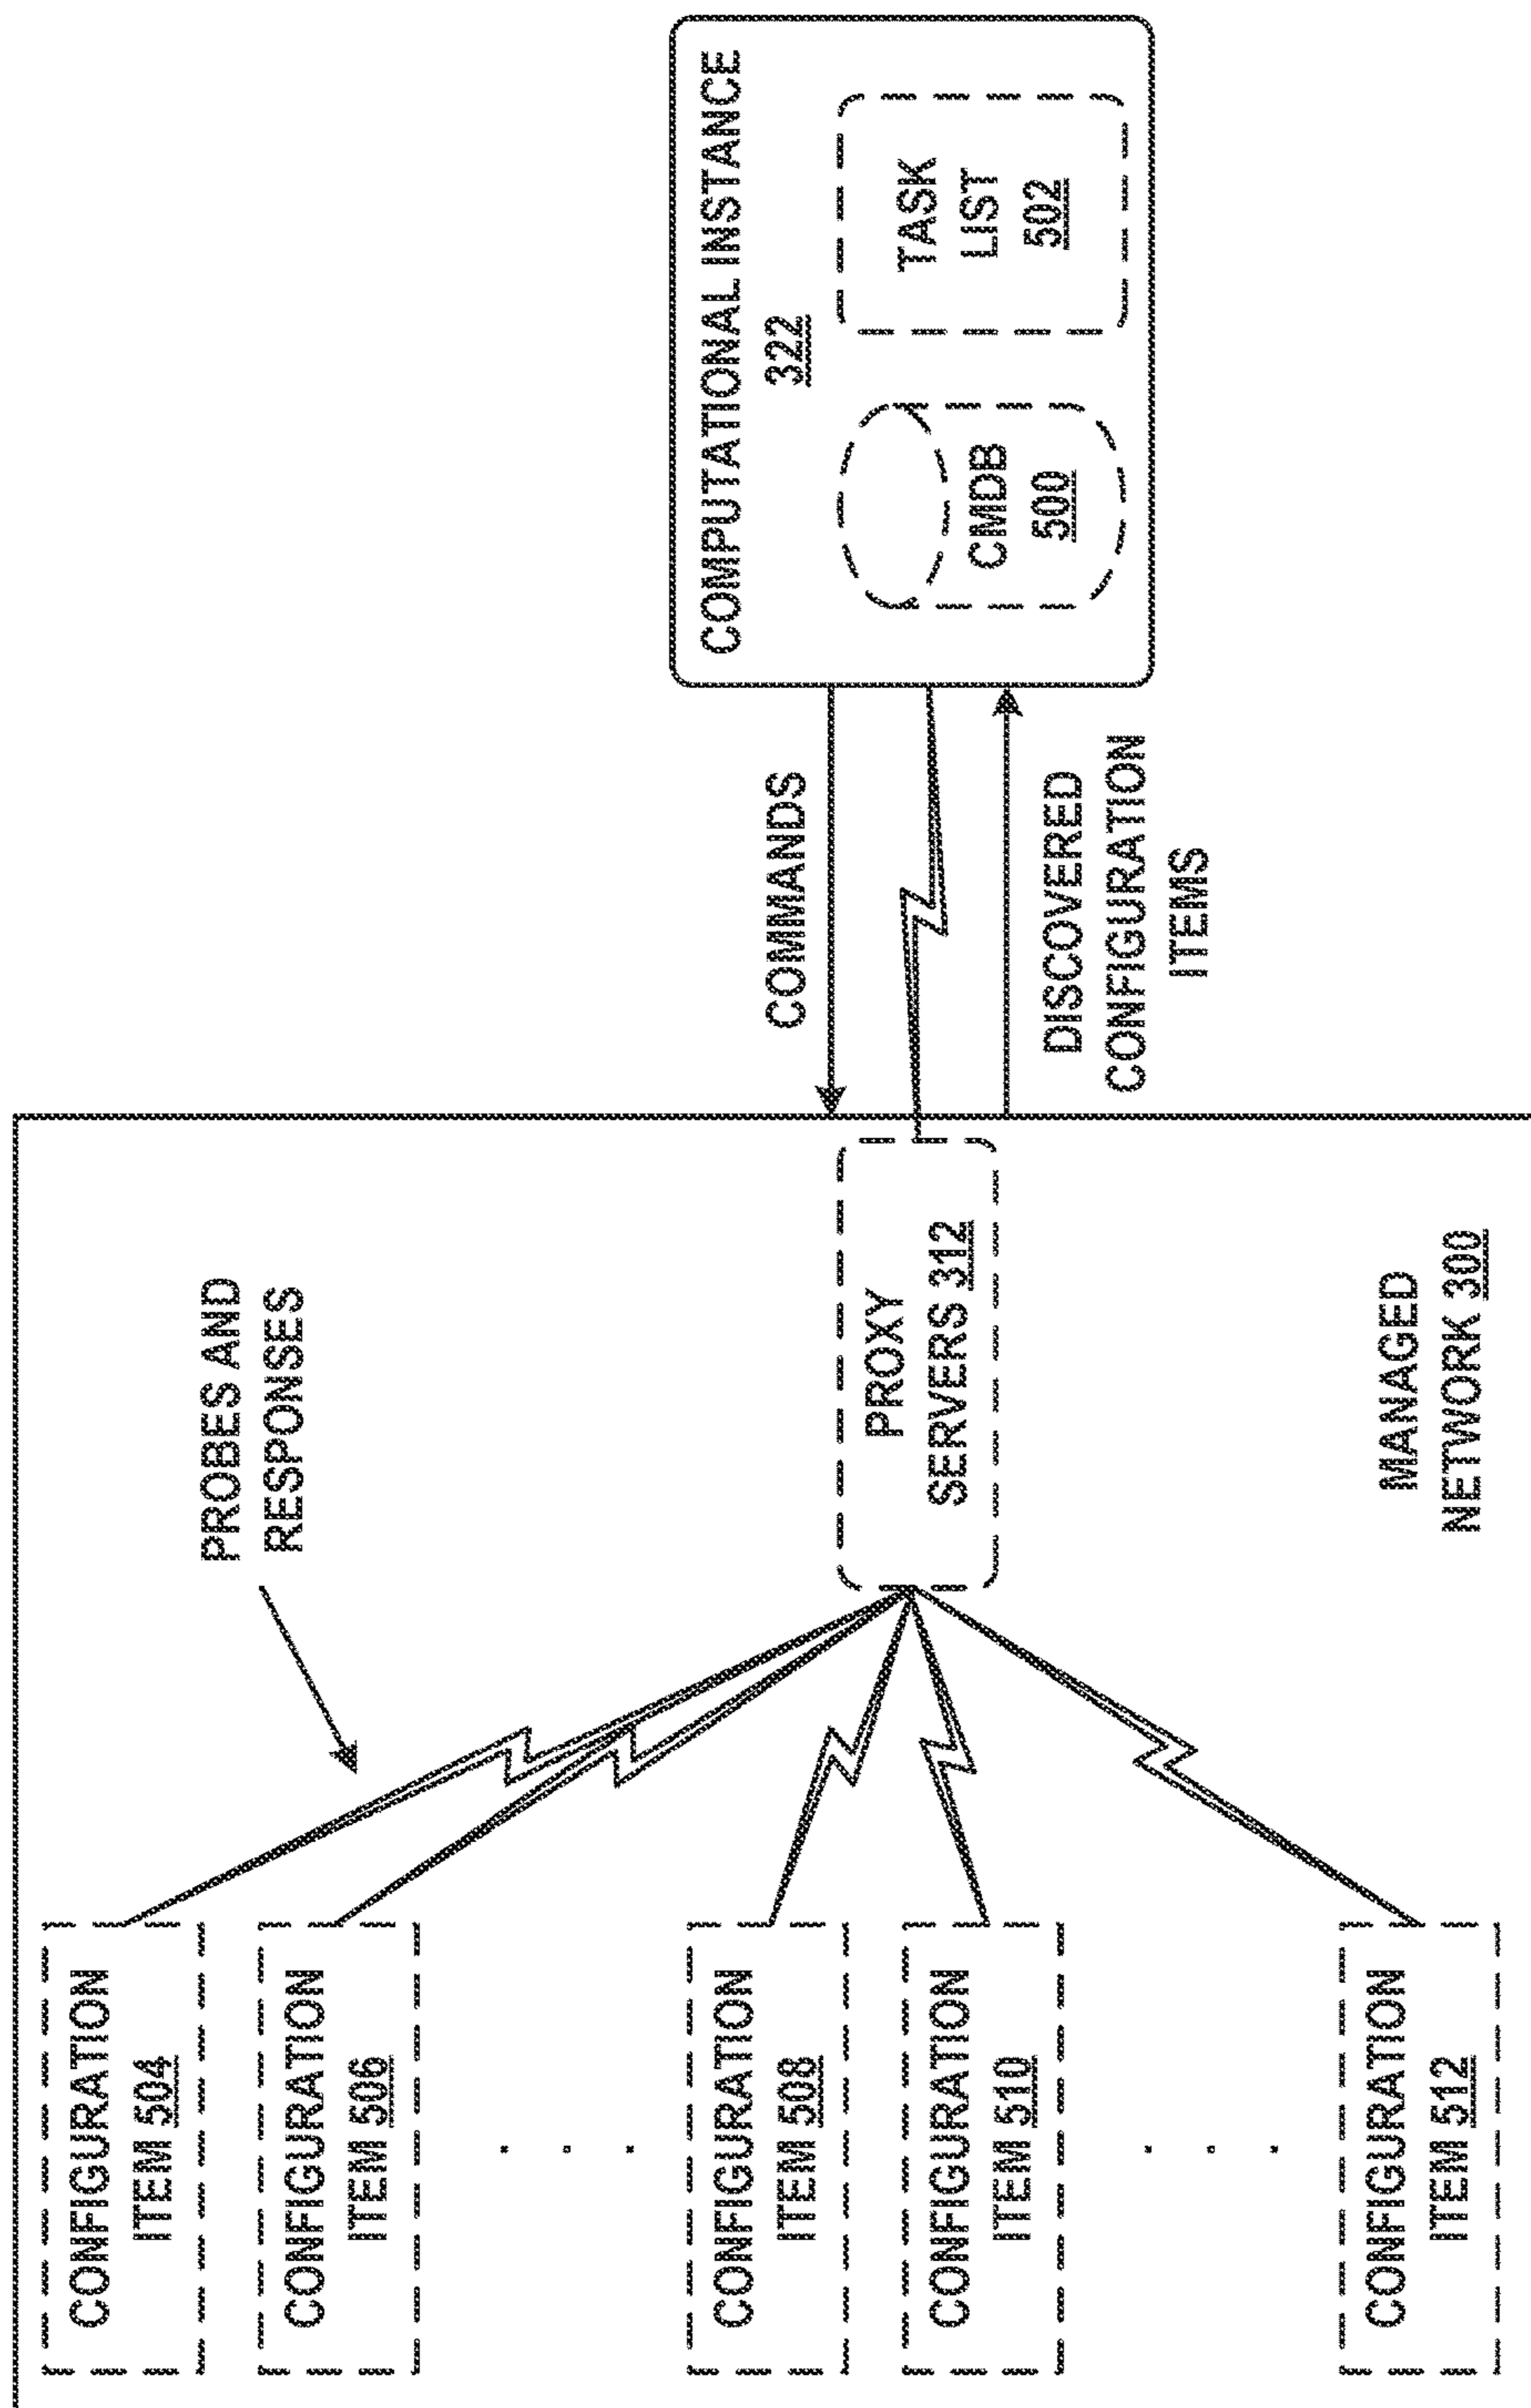 COMPUTATIONAL INSTANCE
322
CMDB
500
TASK
LIST
502
COMMANDS
DISCOVERED
CONFIGURATION
ITEMS
PROBES AND
RESPONSES
PROXY
SERVERS 312
MANAGED
NETWORK 300
CONFIGURATION
ITEM 504
CONFIGURATION
ITEM 506
CONFIGURATION
ITEM 508
CONFIGURATION
ITEM 510
CONFIGURATION
ITEM 512